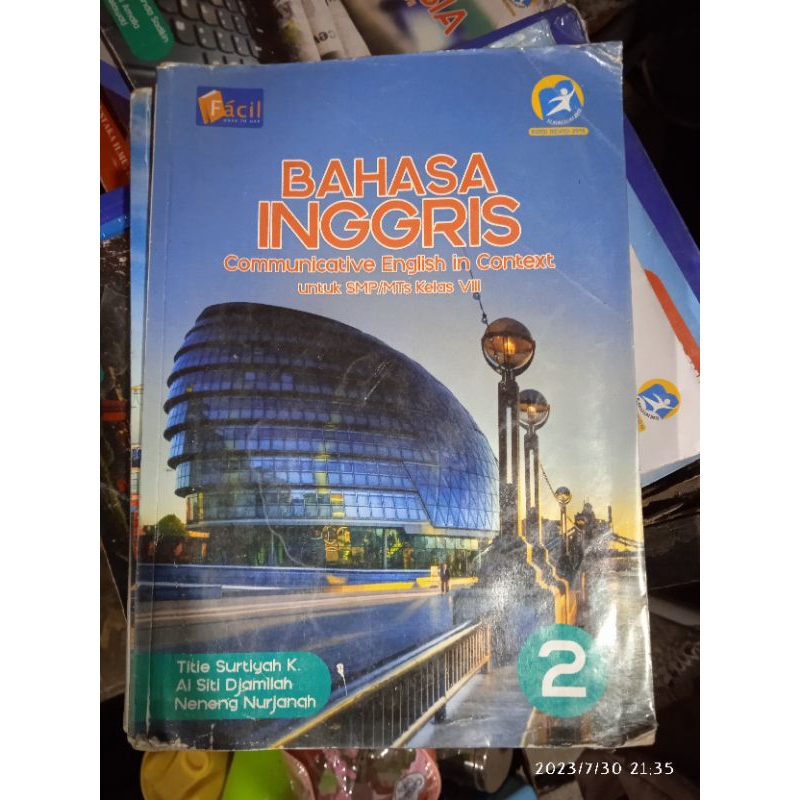 Fácil
BAHASA
INGGRIS
Communicative English in Context
untuk SMP/MTs Kelas VIII
Titie Surtiyah K.
Ai Siti Djamilah
Neneng Nurjanah
2
2023/7/30 21:35